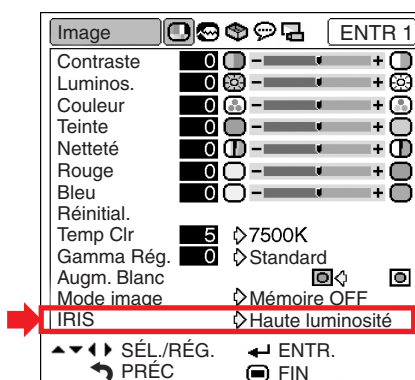 Image ENTR 1
Contraste 0 − +
Luminos. 0 − +
Couleur 0 − +
Teinte 0 − +
Netteté 0 − +
Rouge 0 − +
Bleu 0 − +
Réinitial.
Temp Clr 5 7500K
Gamma Rég. 0 Standard
Augm. Blanc
Mode image Mémoire OFF
IRIS Haute luminosité
SÉL./RÉG. ENTR.
PRÉC FIN